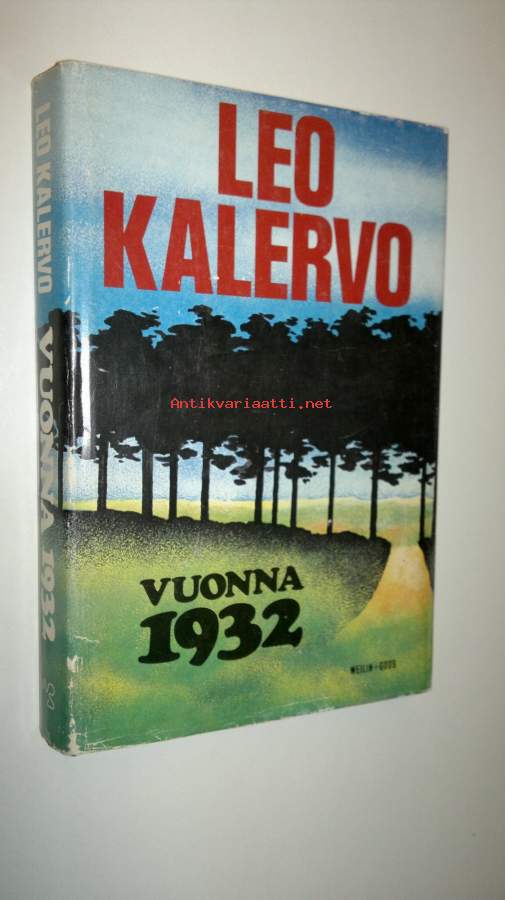 LEO
KALERVO
VUONNA
1932
WEILIN+GÖÖS
LEO KALERVO
VUONNA 1932
Antikvariaatti.net